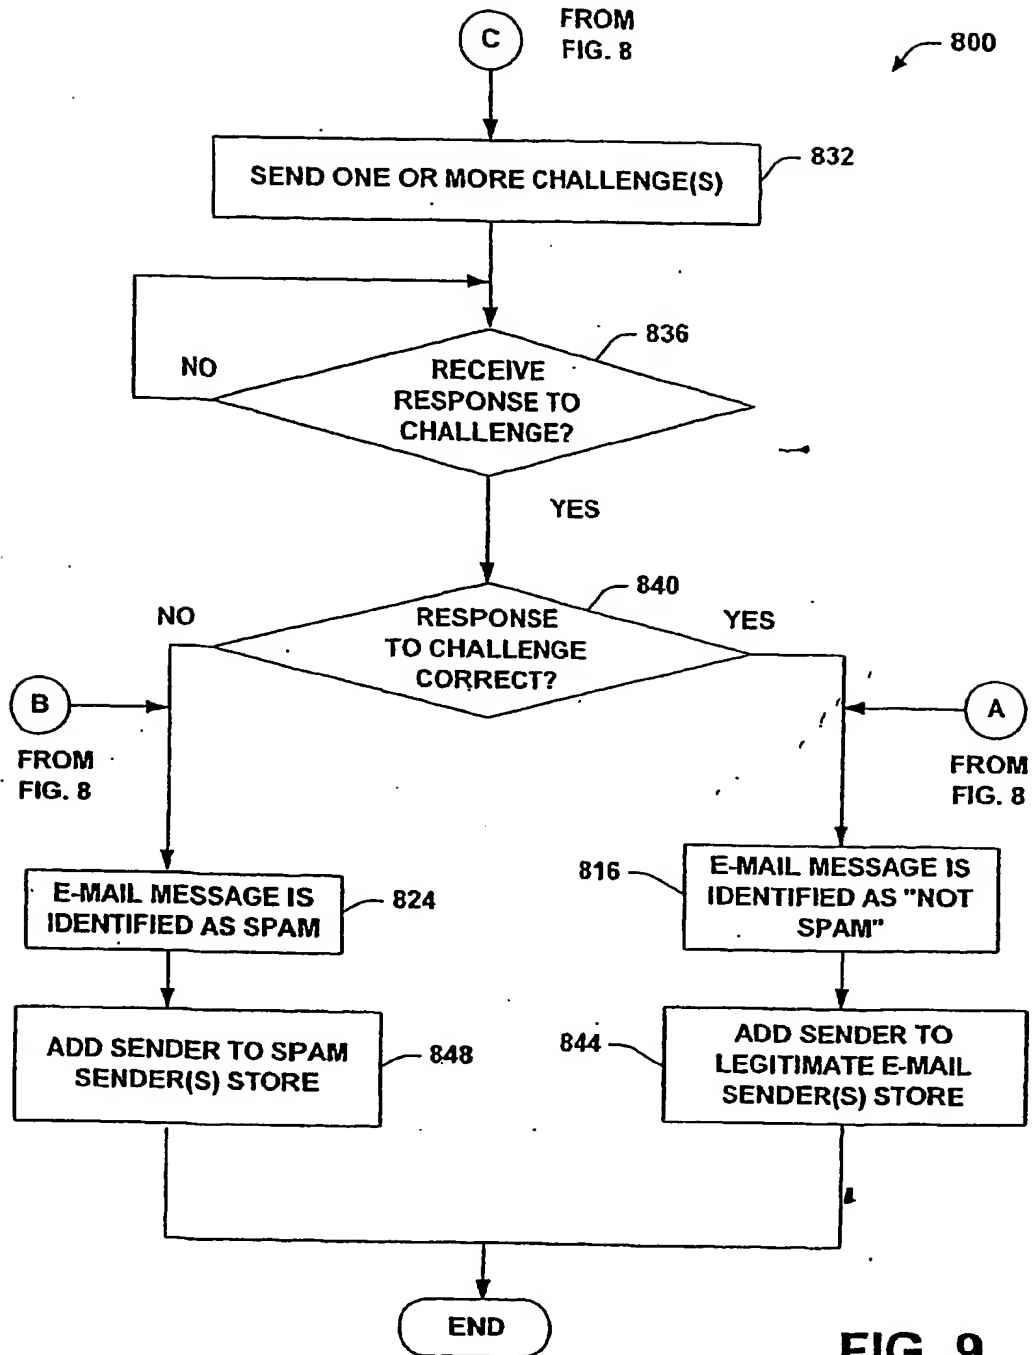 C
FROM
FIG. 8
800
SEND ONE OR MORE CHALLENGE(S)
832
836
NO
RECEIVE
RESPONSE TO
CHALLENGE?
YES
840
NO
RESPONSE
TO CHALLENGE
CORRECT?
YES
B
FROM
FIG. 8
A
FROM
FIG. 8
E-MAIL MESSAGE IS
IDENTIFIED AS SPAM
824
816
E-MAIL MESSAGE IS
IDENTIFIED AS "NOT
SPAM"
ADD SENDER TO SPAM
SENDER(S) STORE
848
844
ADD SENDER TO
LEGITIMATE E-MAIL
SENDER(S) STORE
END
FIG. 9